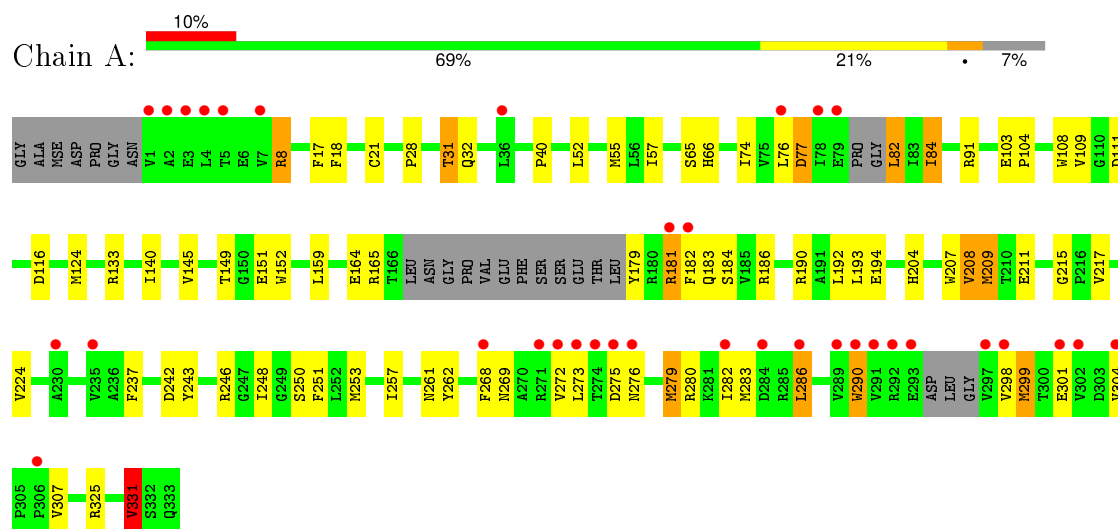 10%
Chain A:
69% 21% • 7%
GLY ALA MSE ASP PRO GLY ASN V1 A2 E3 L4 T5 E6 V7 R8 F17 F18 C21 P28 T31 Q32 L36 P40 L52 M55 L56 I57 S65 H66 I74 V75 L76 D77 I78 E79 PRO GLY L82 I83 I84 R91 E103 P104 W108 V109 G110 D111
D116 M124 R133 I140 V145 T149 G150 E151 W152 L159 E164 R165 T166 LEU ASN GLY PRO VAL GLU PHE SER SER GLU THR LEU Y179 R180 R181 F182 Q183 S184 V185 R186 R190 A191 L192 L193 E194 H204 W207 V208 M209 T210 E211 G215 P216 V217
V224 A230 V235 A236 F237 D242 Y243 R246 G247 I248 G249 S250 F251 L252 M253 I257 N261 Y262 F268 N269 A270 R271 V272 L273 T274 D275 N276 M279 R280 K281 I282 M283 D284 R285 L286 V289 W290 V291 R292 E293 ASP LEU GLY V297 V298 M299 T300 E301 V302 D303 V304
P305 P306 V307 R325 V331 S332 Q333